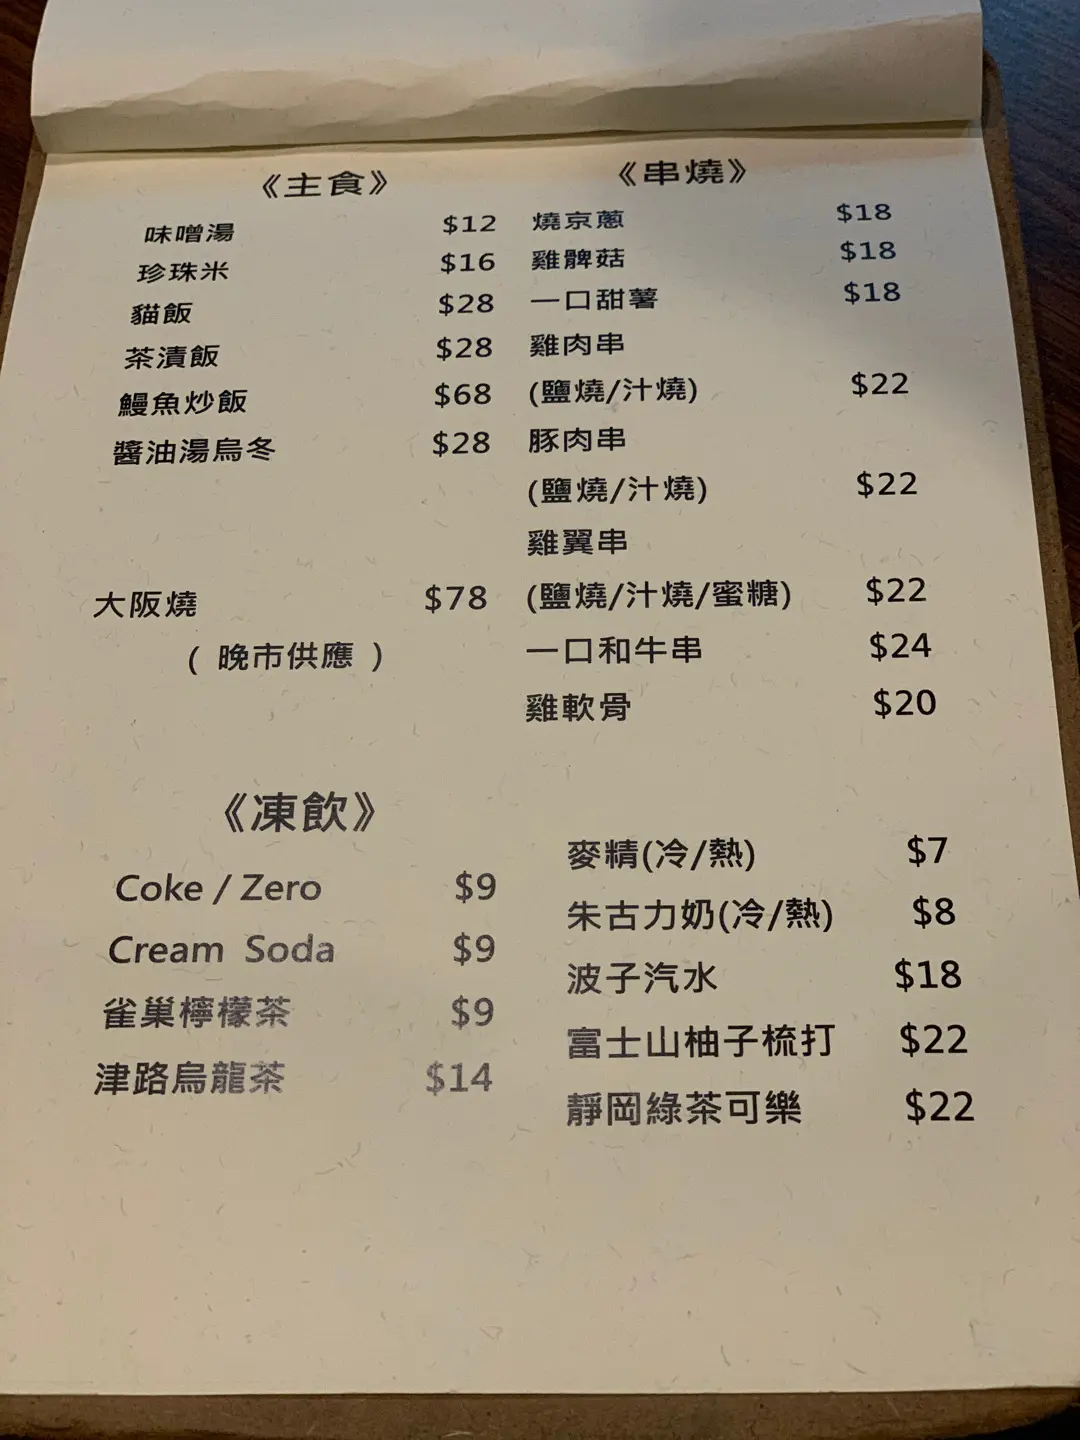 《主食》
味噌湯 $12
珍珠米 $16
貓飯 $28
茶漬飯 $28
鰻魚炒飯 $68
醬油湯烏冬 $28
大阪燒 $78
( 晚市供應 )
《串燒》
燒京蔥 $18
雞髀菇 $18
一口甜薯 $18
雞肉串
(鹽燒/汁燒) $22
豚肉串
(鹽燒/汁燒) $22
雞翼串
(鹽燒/汁燒/蜜糖) $22
一口和牛串 $24
雞軟骨 $20
《凍飲》
Coke / Zero $9
Cream Soda $9
雀巢檸檬茶 $9
津路烏龍茶 $14
麥精(冷/熱) $7
朱古力奶(冷/熱) $8
波子汽水 $18
富士山柚子梳打 $22
靜岡綠茶可樂 $22